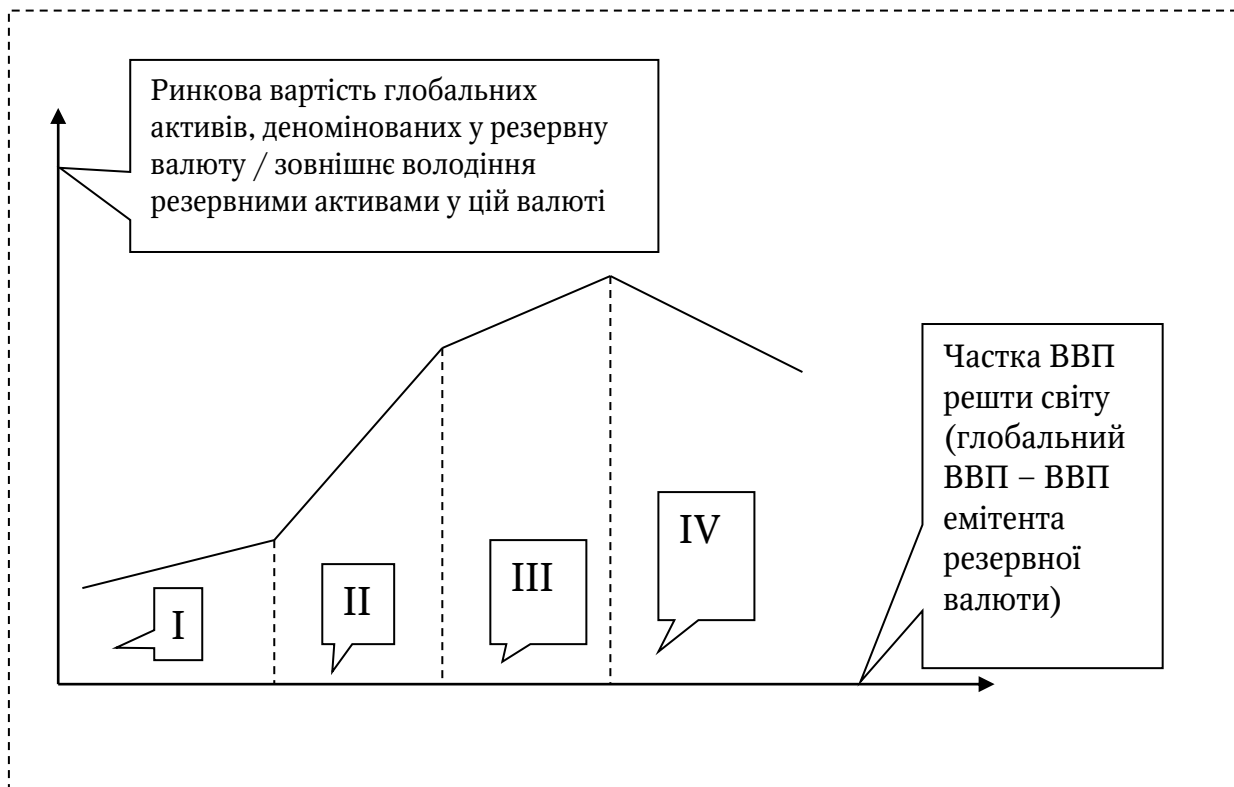 Ринкова вартість глобальних
активів, деномінованих у резервну
валюту / зовнішнє володіння
резервними активами у цій валюті
Частка ВВП
решти світу
(глобальний
ВВП – ВВП
емітента
резервної
валюти)
I
II
III
IV